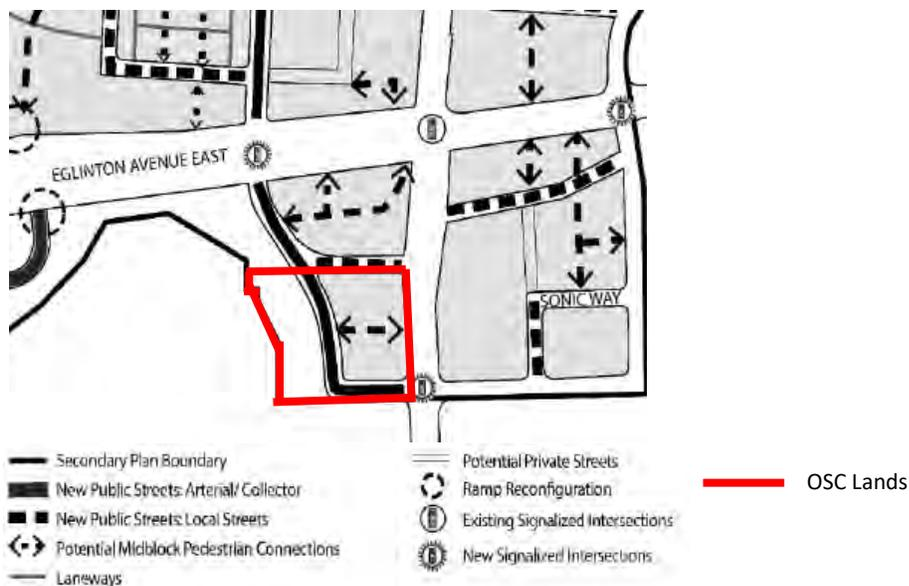 EGLINTON AVENUE EAST
SONIC WAY
Secondary Plan Boundary
New Public Streets: Arterial/ Collector
New Public Streets: Local Streets
Potential Midblock Pedestrian Connections
Laneways
Potential Private Streets
Ramp Reconfiguration
Existing Signalized Intersections
New Signalized Intersections
OSC Lands